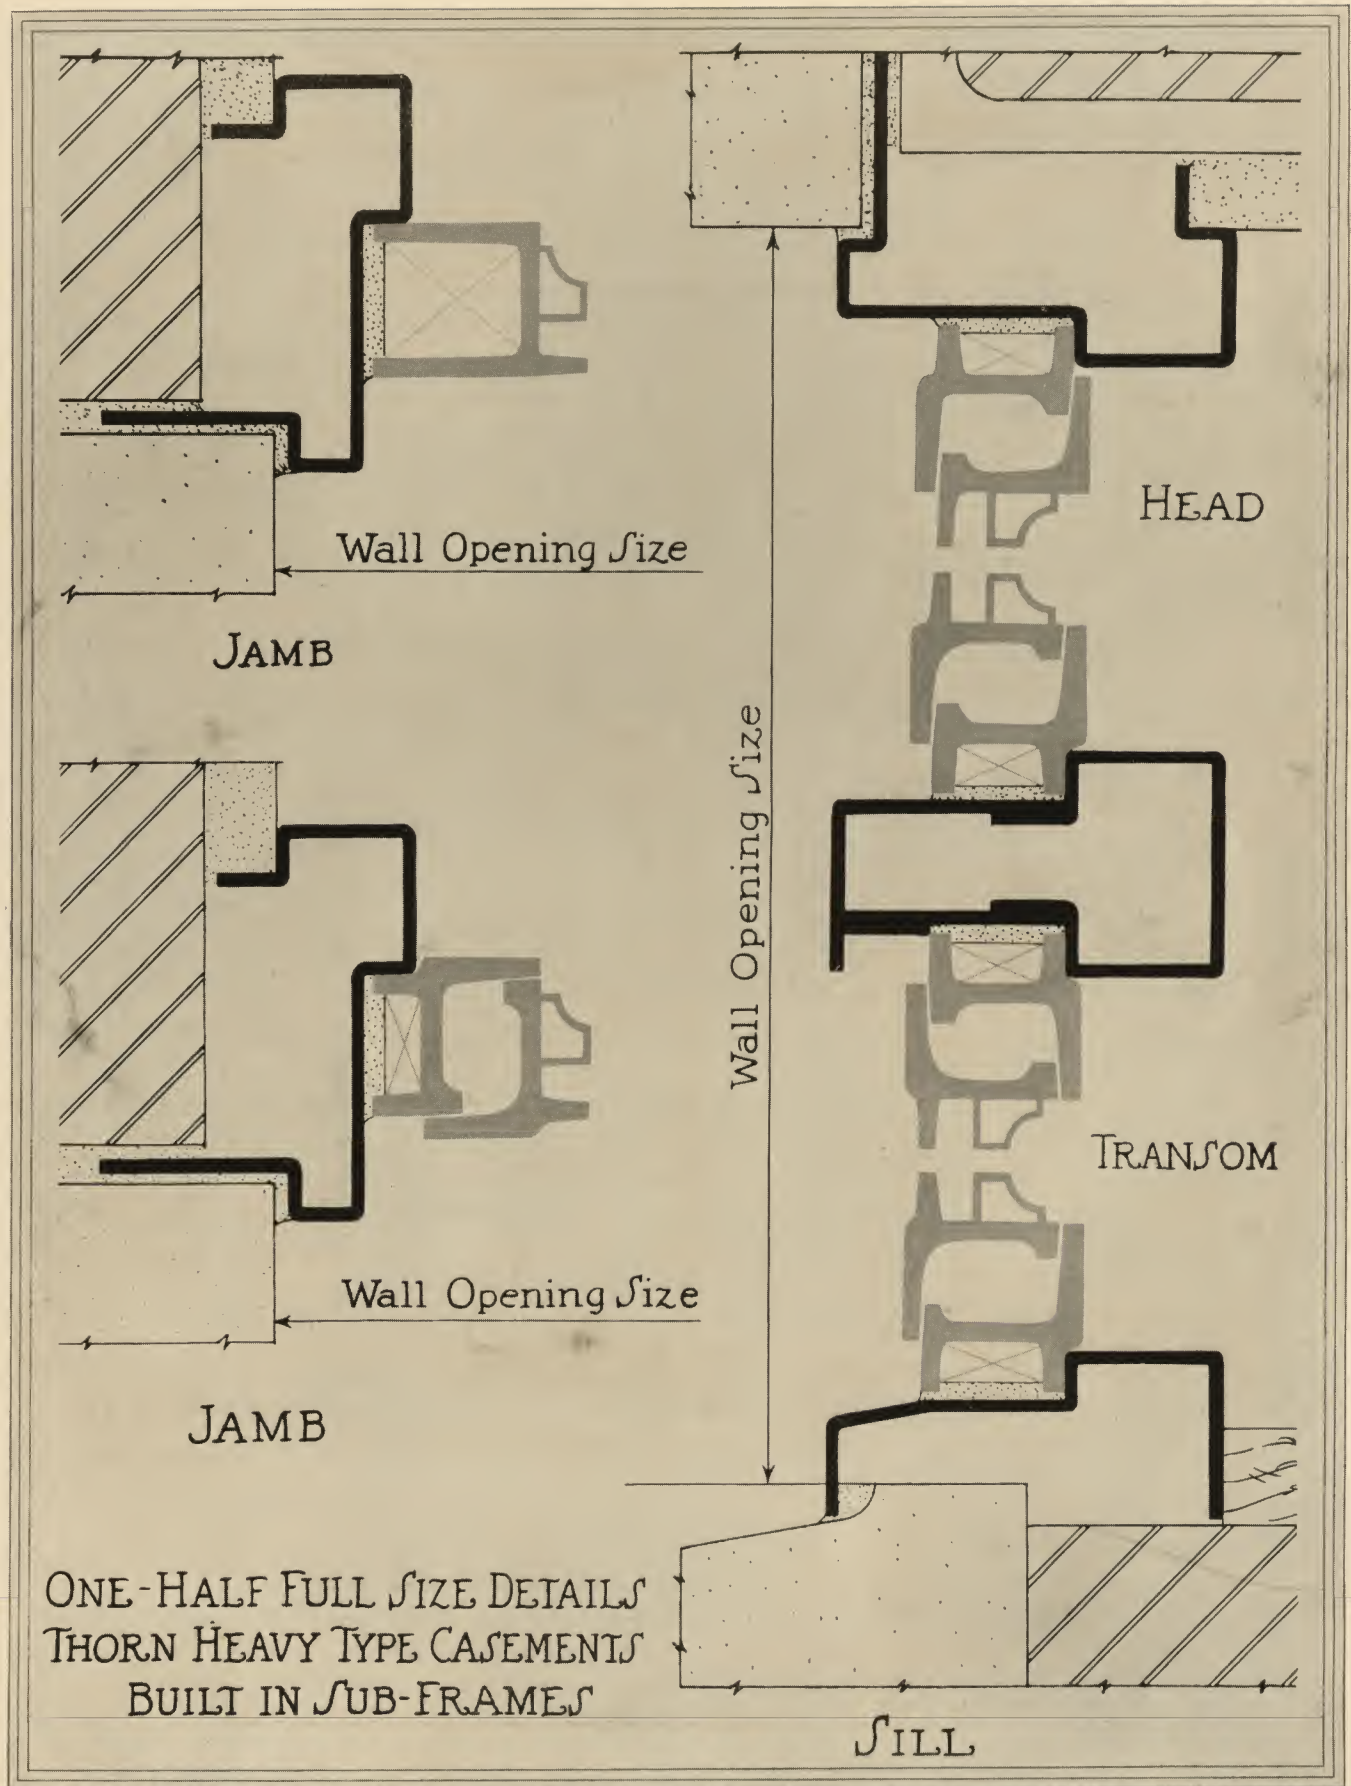 Wall Opening Size
JAMB
HEAD
Wall Opening Size
TRANSOM
Wall Opening Size
JAMB
ONE-HALF FULL SIZE DETAILS
THORN HEAVY TYPE CASEMENTS
BUILT IN SUB-FRAMES
SILL